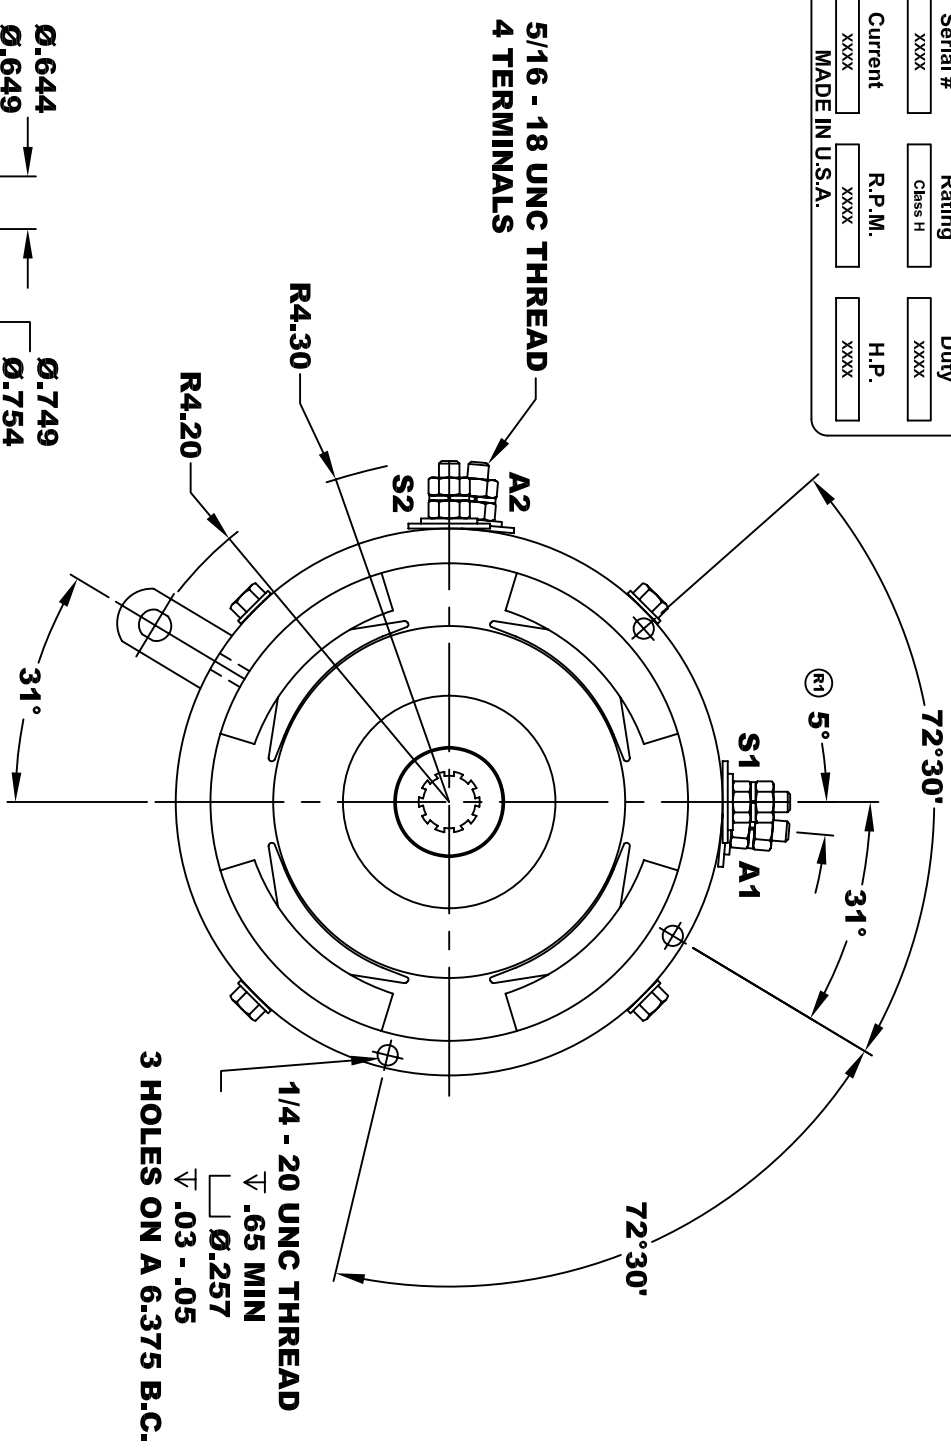 Serial #
Rating
Duty
XXXX
Class H
XXXX
Current
R.P.M.
H.P.
XXXX
XXXX
XXXX
MADE IN U.S.A.
5/16 - 18 UNC THREAD
4 TERMINALS
A2
S2
R4.30
R4.20
31°
72°30'
R1 5°
S1
A1
31°
72°30'
1/4 - 20 UNC THREAD
.65 MIN
Ø.257
.03 - .05
3 HOLES ON A 6.375 B.C.
Ø.644
Ø.649
Ø.749
Ø.754